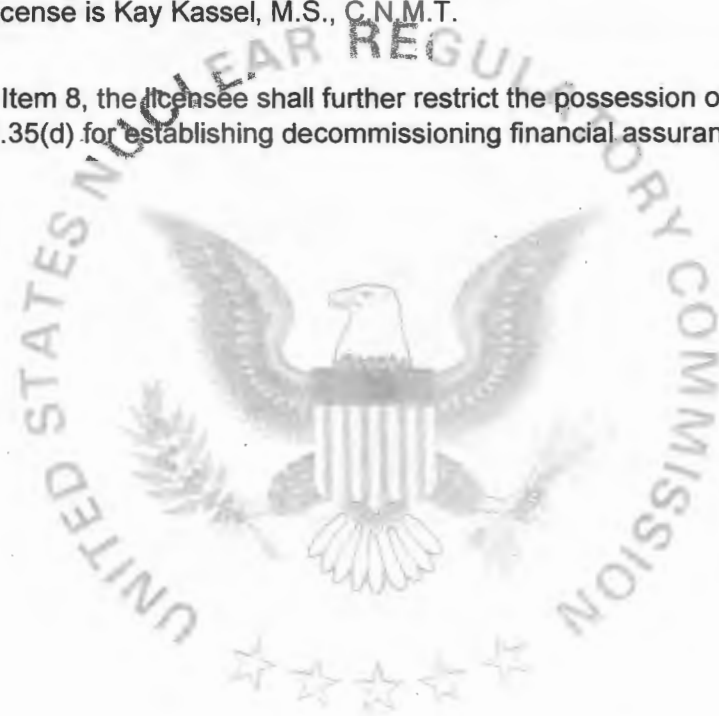 cense is Kay Kassel, M.S., C.N.M.T.
Item 8, the licensee shall further restrict the possession o
.35(d) for establishing decommissioning financial assuran
UNITED STATES NUCLEAR REGULATORY COMMISSION